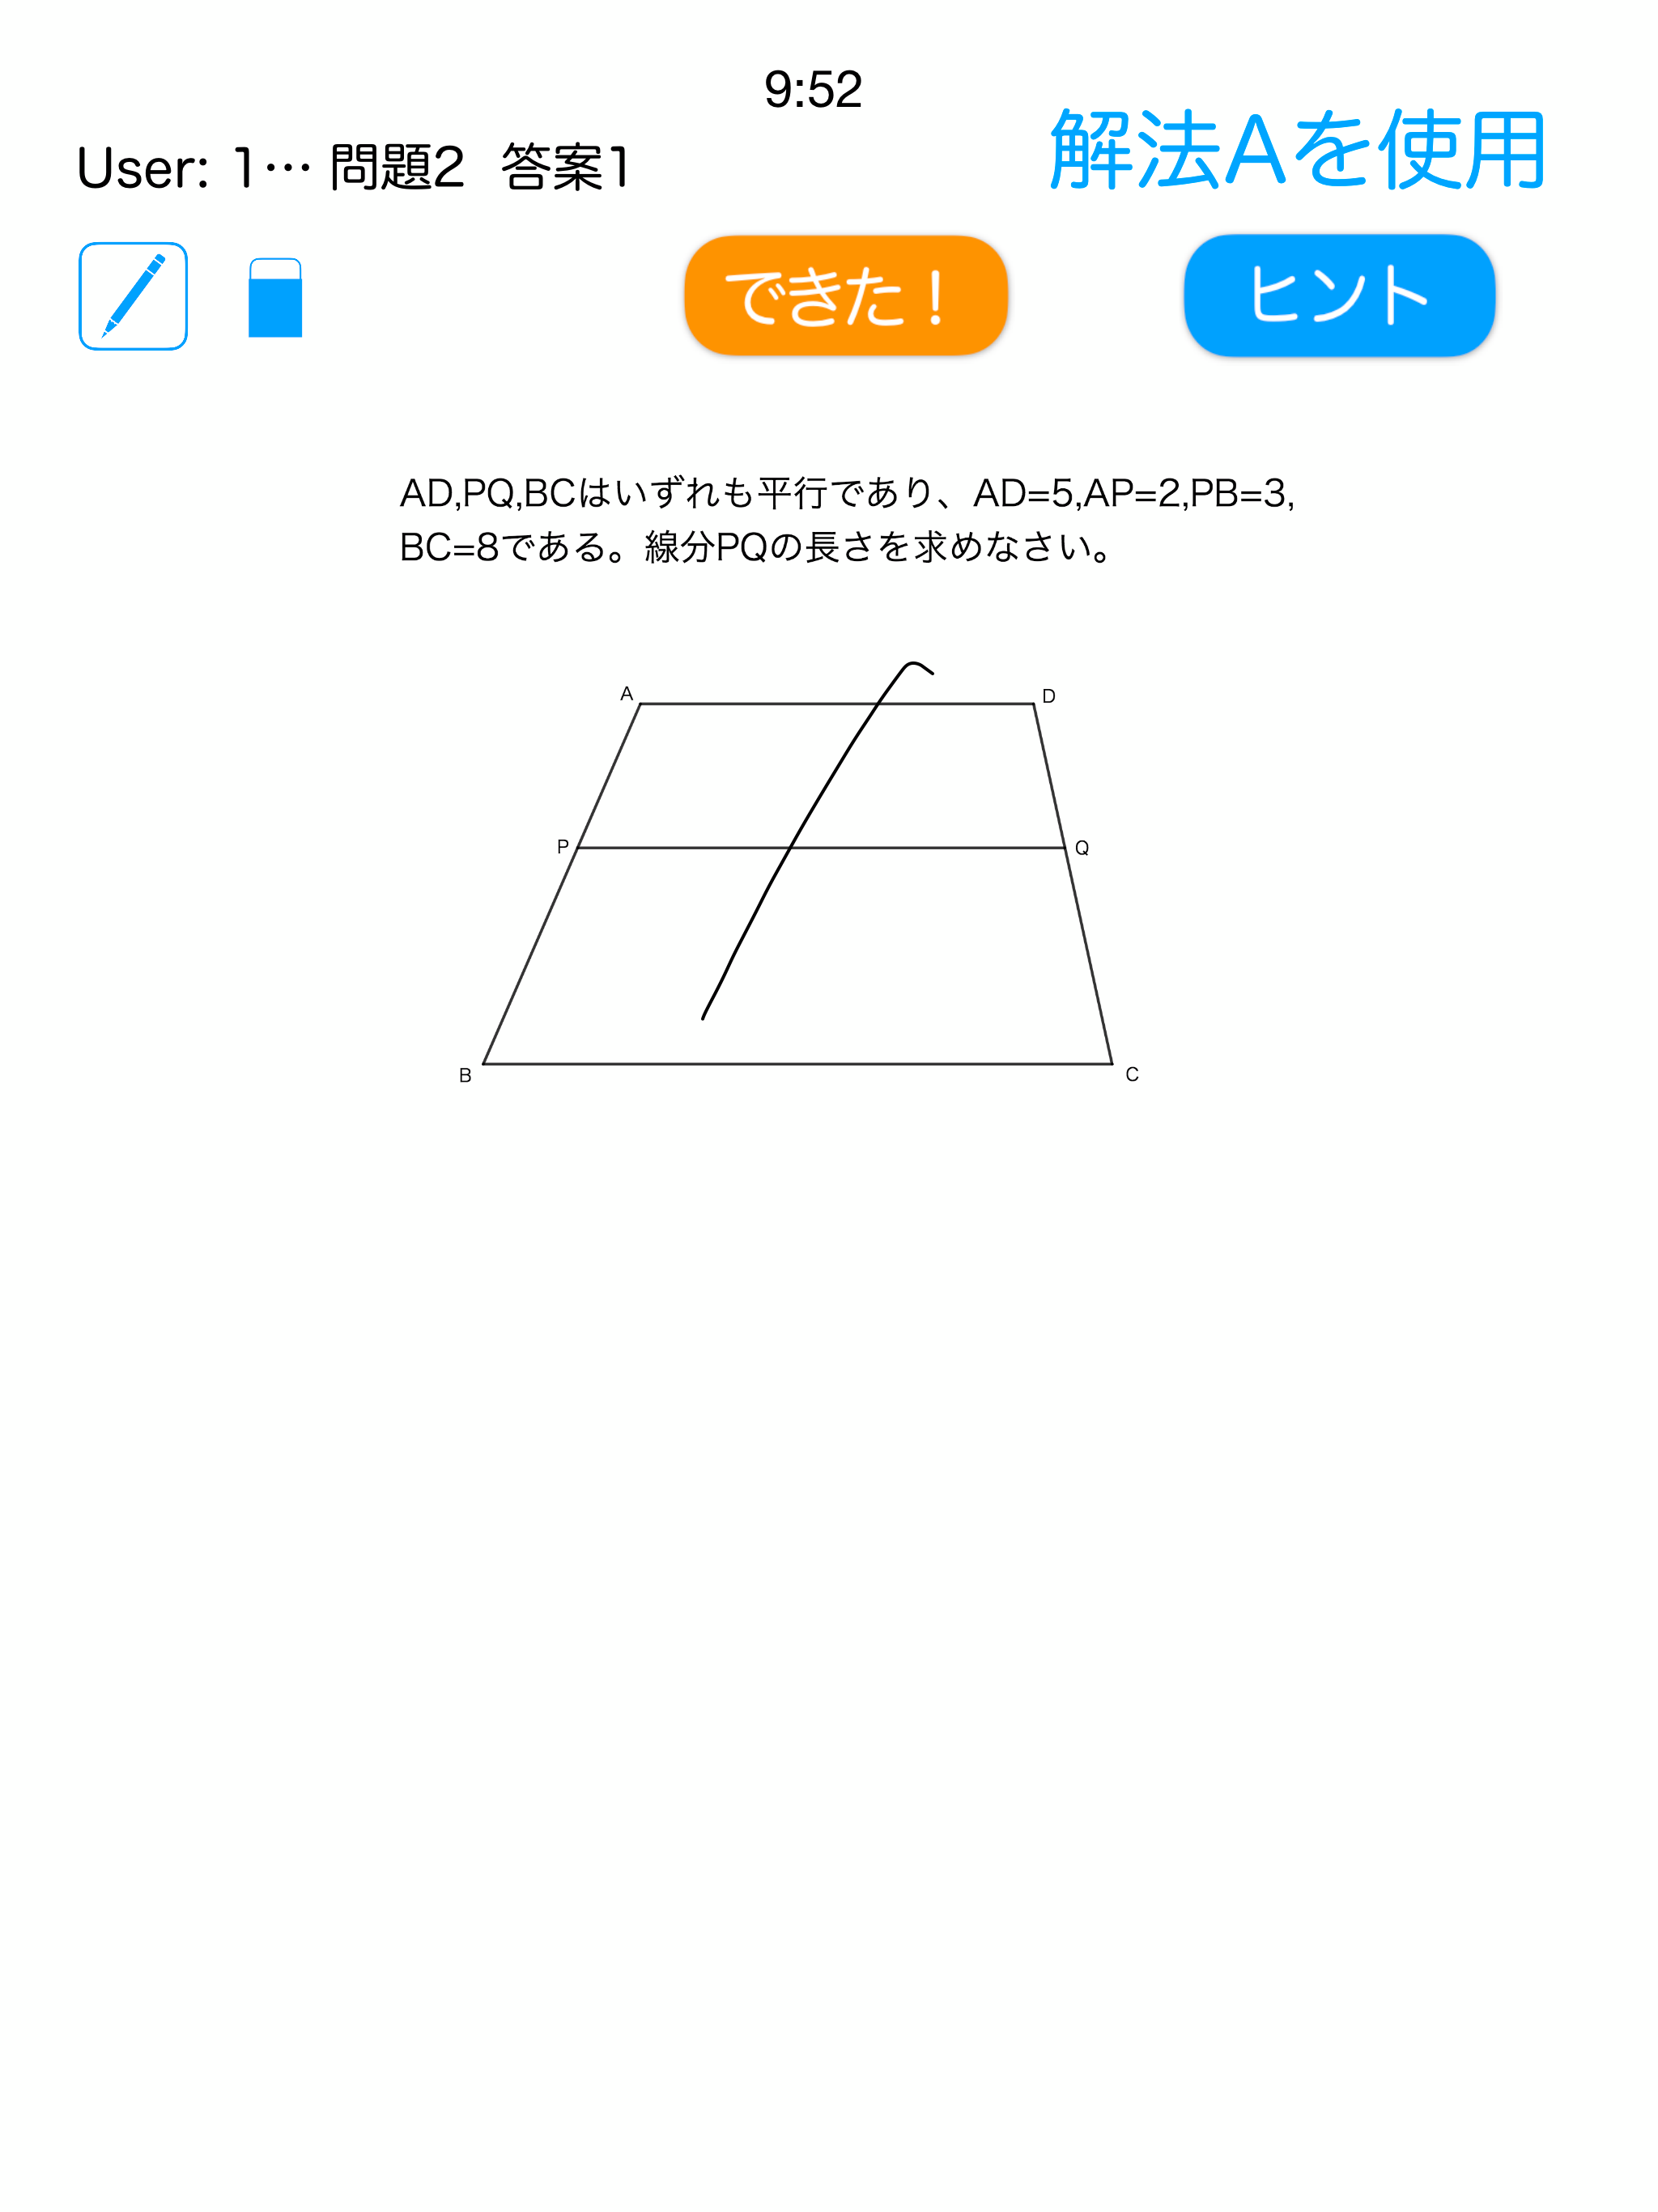 9:52
解法Aを使用
User: 1… 問題2 答案1
できた！
ヒント
AD,PQ,BCはいずれも平行であり、AD=5,AP=2,PB=3,
BC=8である。線分PQの長さを求めなさい。
A
D
P
Q
B
C